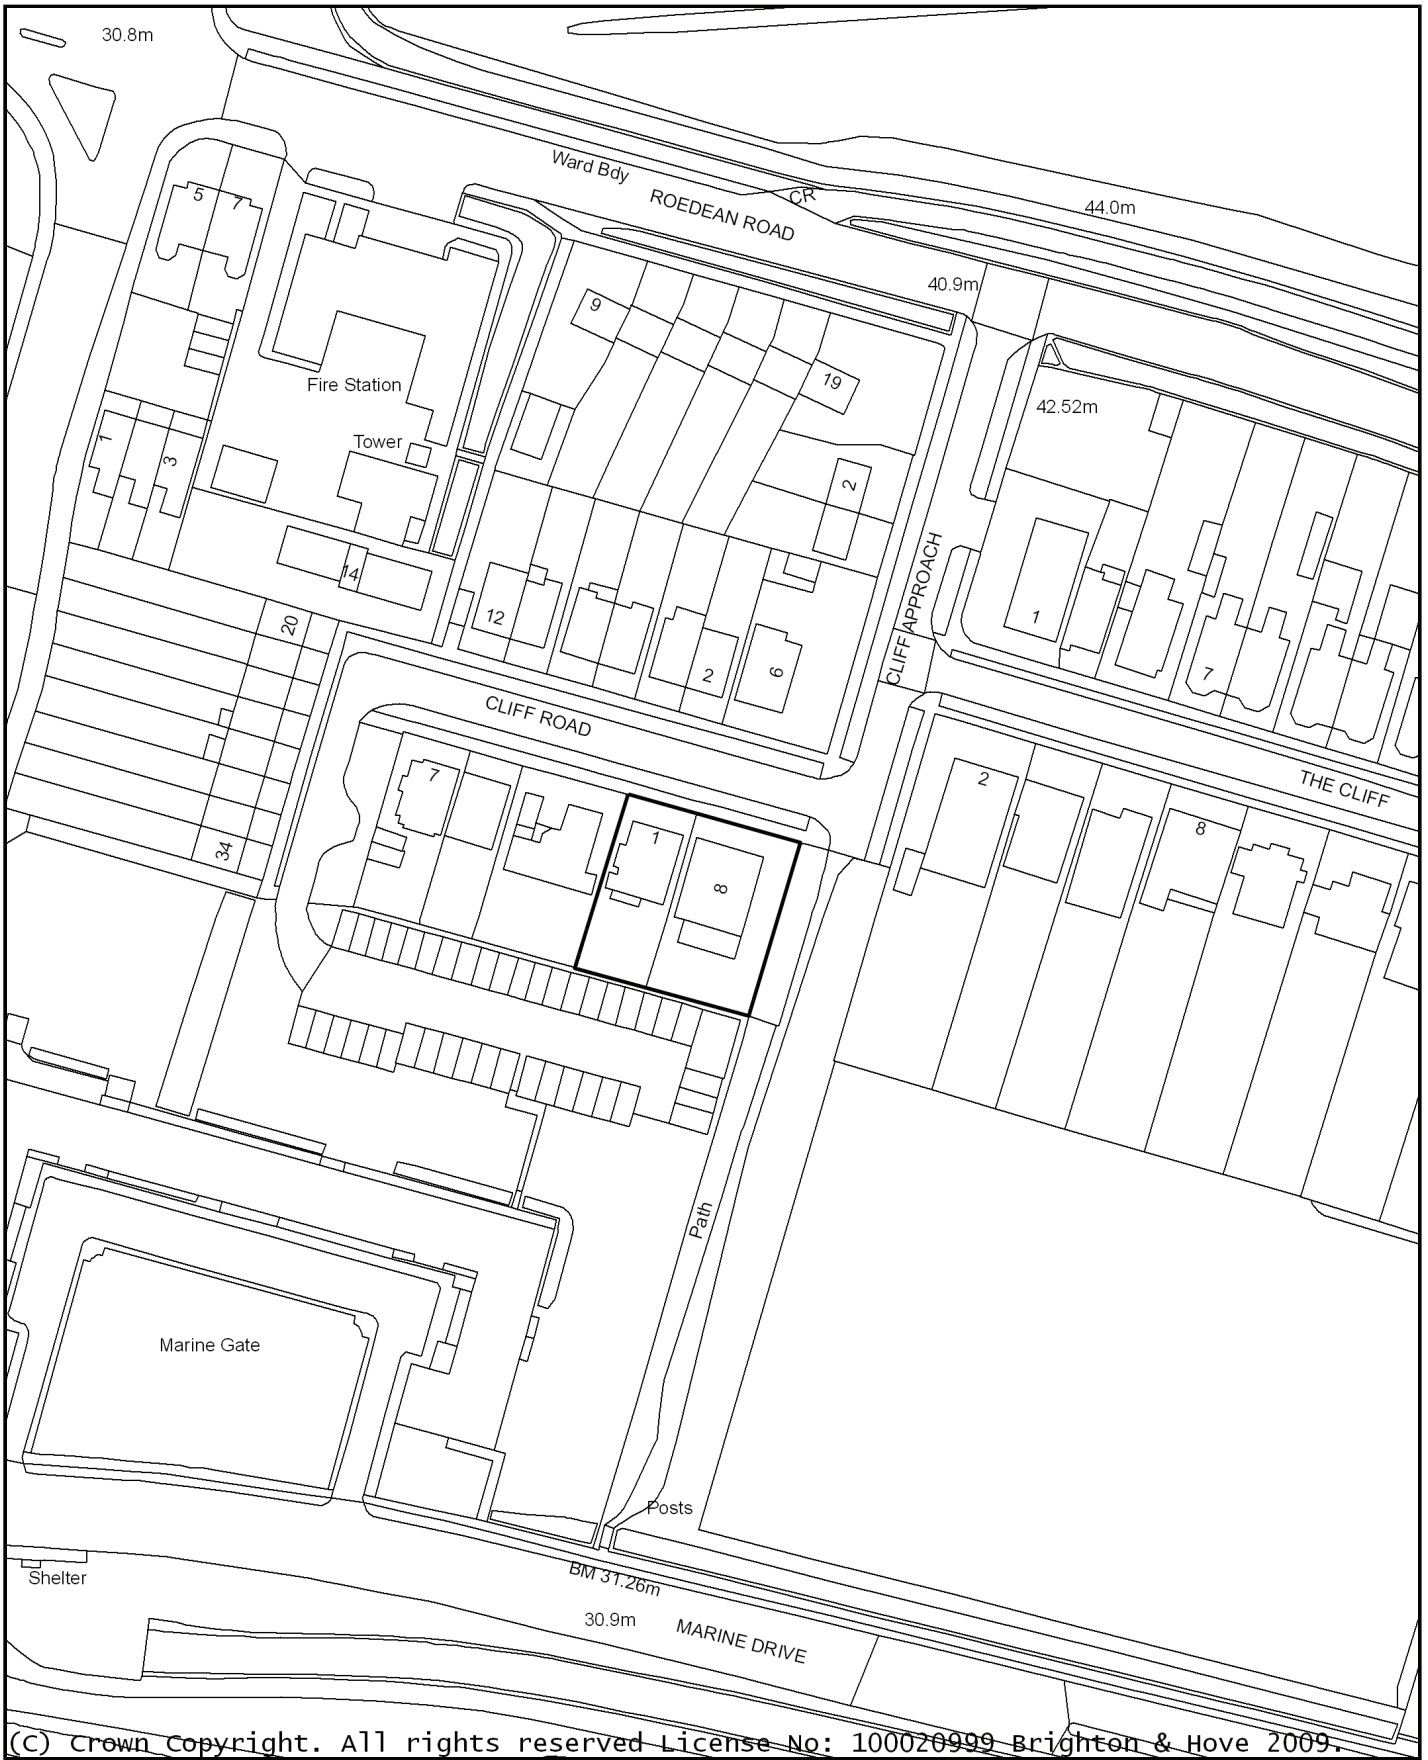 30.8m
Ward Bdy
ROEDEAN ROAD
CR
44.0m
5
7
40.9m
9
19
Fire Station
42.52m
Tower
1
3
2
14
12
20
1
CLIFF APPROACH
2
6
7
CLIFF ROAD
7
2
THE CLIFF
1
8
8
34
Path
Marine Gate
Posts
Shelter
BM 31.26m
30.9m
MARINE DRIVE
(C) Crown Copyright. All rights reserved License No: 100020999 Brighton & Hove 2009.